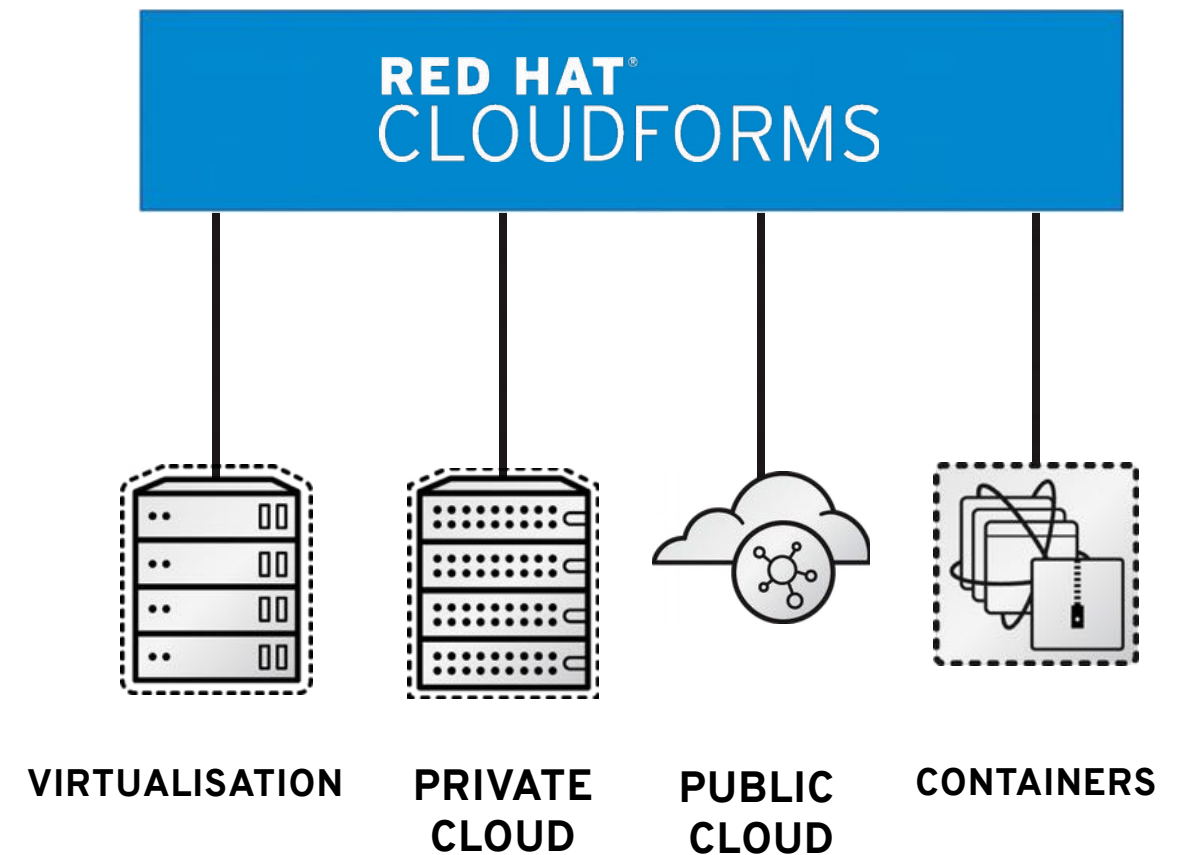 RED HAT®
CLOUDFORMS
VIRTUALISATION
PRIVATE
CLOUD
PUBLIC
CLOUD
CONTAINERS